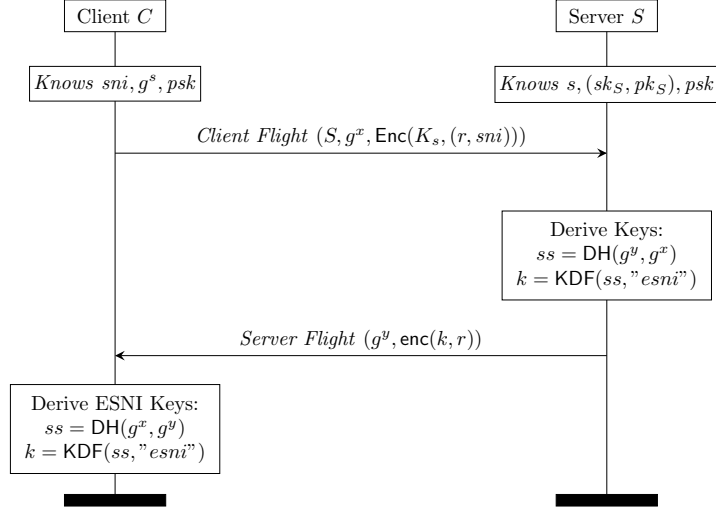 Client C
Server S
Knows sni, g^s, psk
Knows s, (sk_S, pk_S), psk
Client Flight (S, g^x, Enc(K_s, (r, sni)))
Derive Keys:
ss = DH(g^y, g^x)
k = KDF(ss, "esni")
Server Flight (g^y, enc(k, r))
Derive ESNI Keys:
ss = DH(g^x, g^y)
k = KDF(ss, "esni")